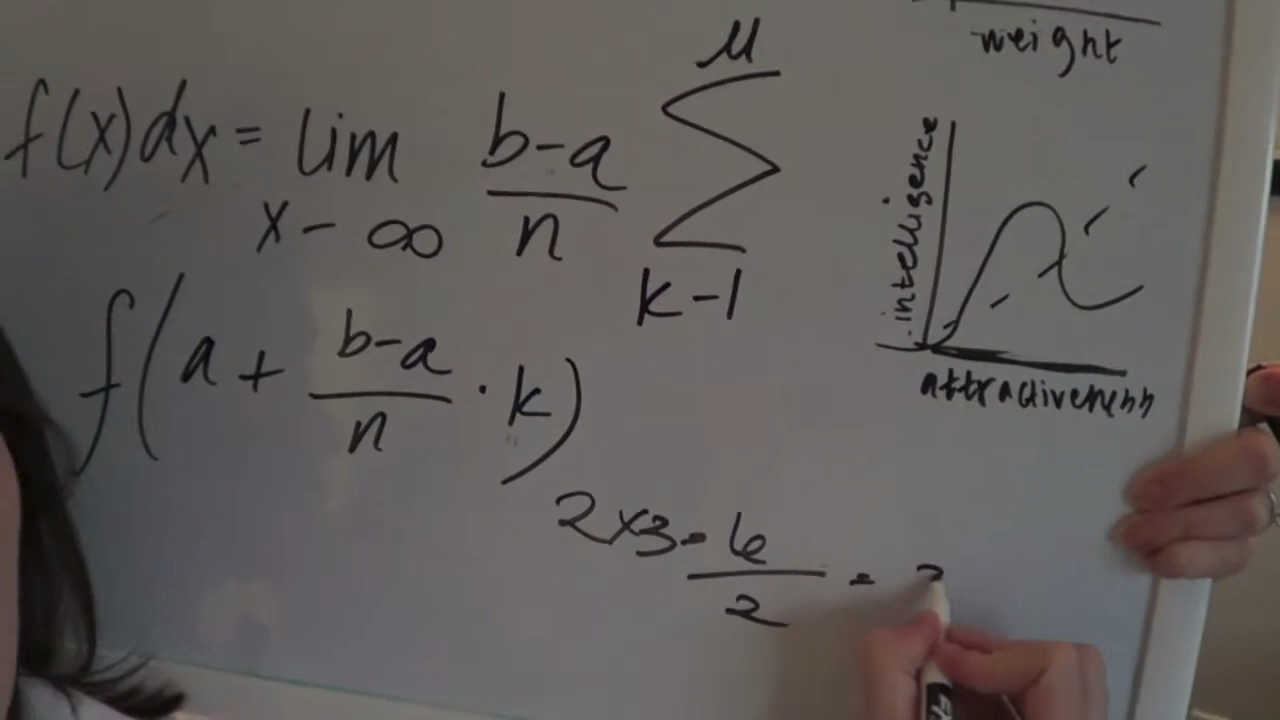 weight
f(x)dx = lim b-a Σ
μ
x - ∞ n
k-1
f(a + b-a · k)
n
intelligence
attractiveness
2x3 = 6
2 =